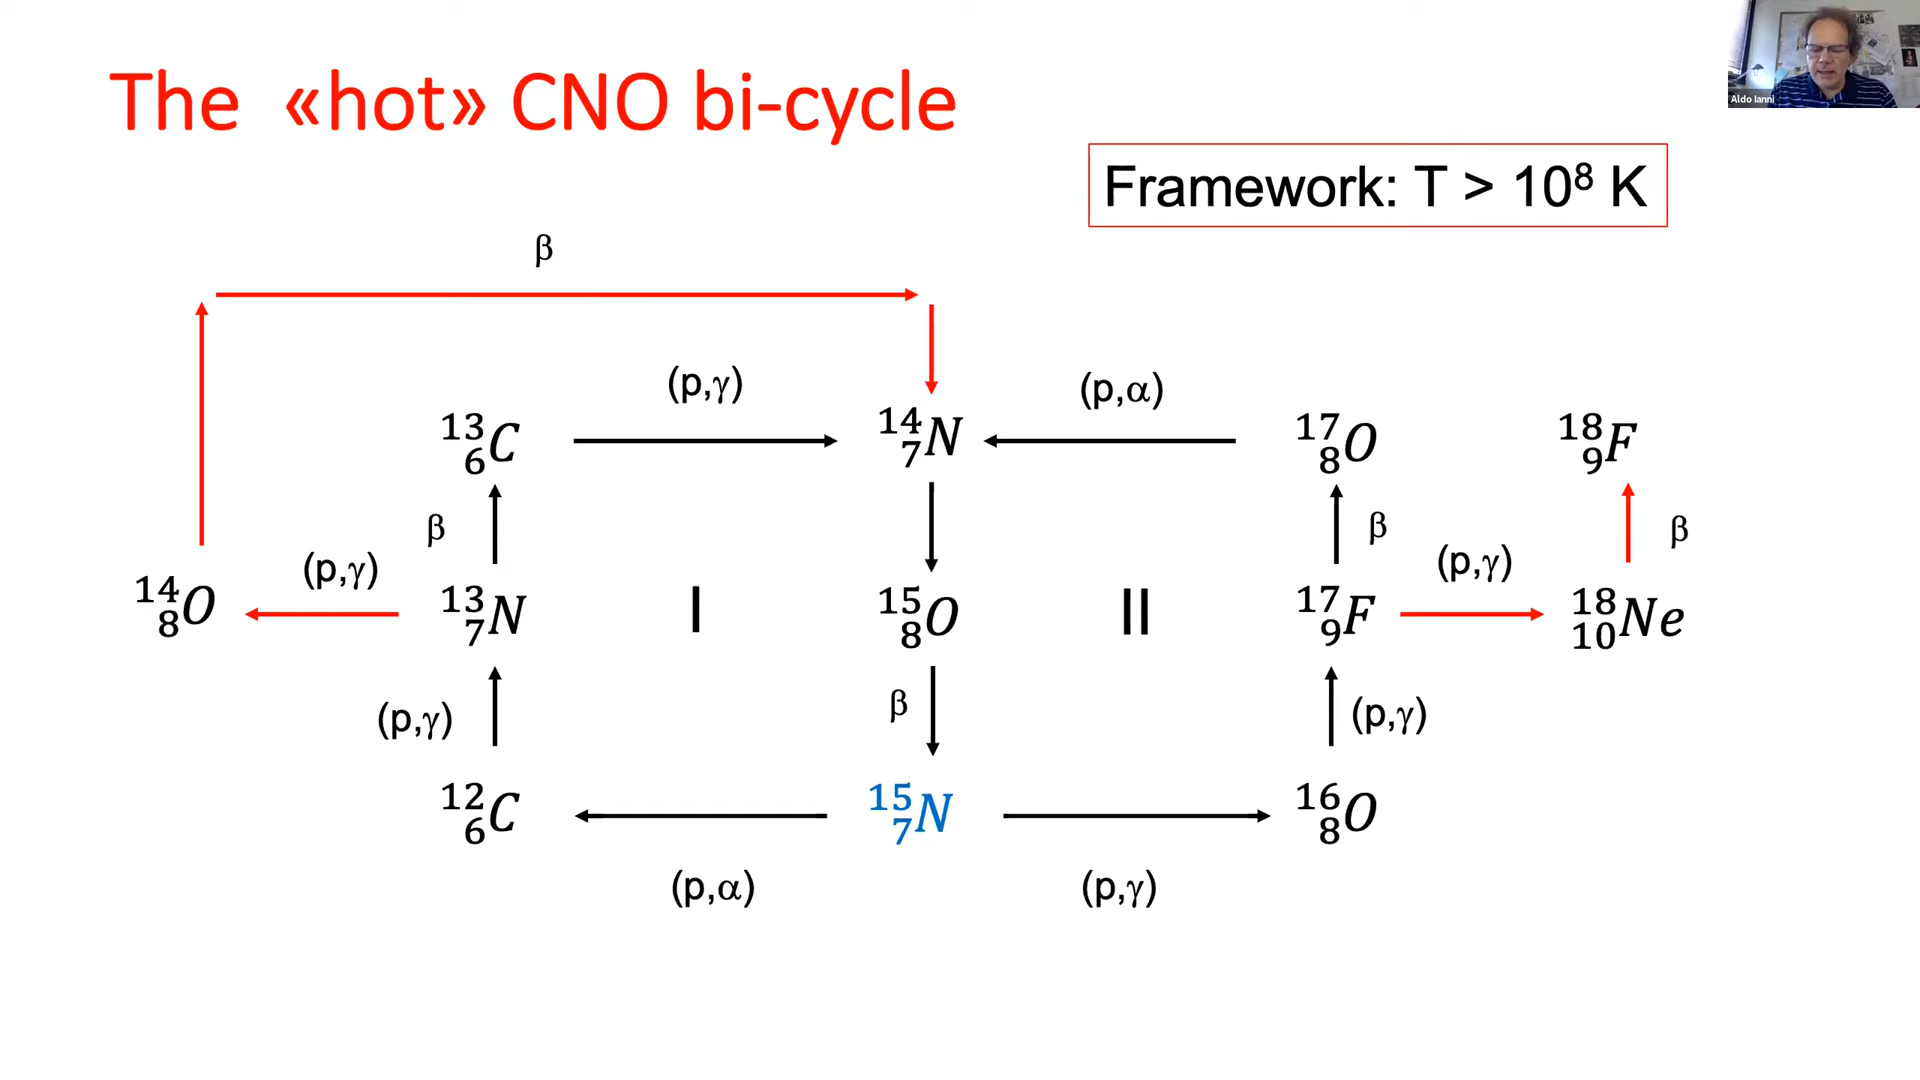 The «hot» CNO bi-cycle
Aldo Ianni
Framework: T > 10⁸ K
β
(p,γ) (p,α)
¹³₆C ¹⁴₇N ¹⁷₈O ¹⁸₉F
β β β
(p,γ) (p,γ)
¹⁴₈O ¹³₇N I ¹⁵₈O II ¹⁷₉F ¹⁸₁₀Ne
(p,γ) β (p,γ)
¹²₆C ¹⁵₇N ¹⁶₈O
(p,α) (p,γ)